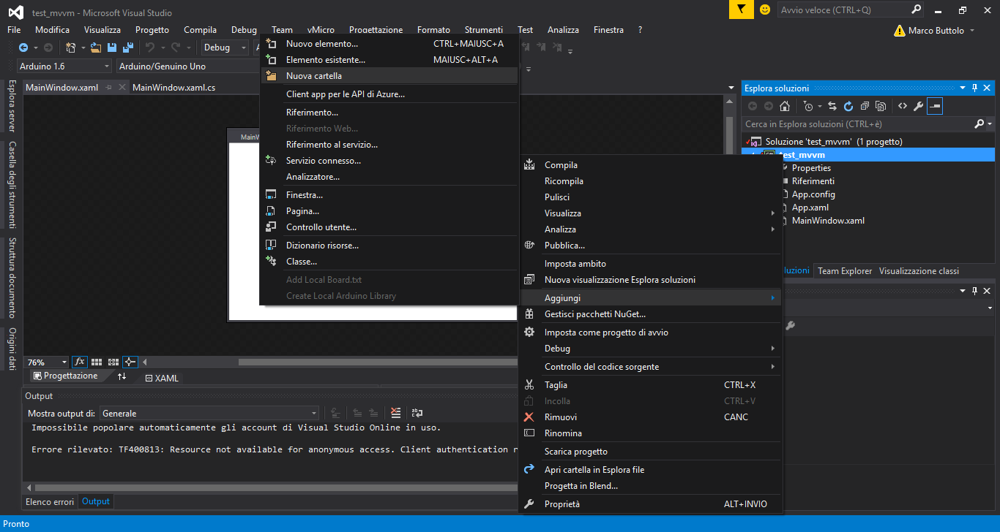 test_mvvm - Microsoft Visual Studio
Avvio veloce (CTRL+Q)
File Modifica Visualizza Progetto Compila Debug Team vMicro Progettazione Formato Strumenti Test Analizza Finestra ?
Marco Buttolo
Debug
Arduino 1.6 Arduino/Genuino Uno
MainWindow.xaml MainWindow.xaml.cs
Esplora server
Casella degli strumenti
Struttura documento
Origini dati
Nuovo elemento... CTRL+MAIUSC+A
Elemento esistente... MAIUSC+ALT+A
Nuova cartella
Client app per le API di Azure...
Riferimento...
Riferimento Web...
Riferimento al servizio...
Servizio connesso...
Analizzatore...
Finestra...
Pagina...
Controllo utente...
Dizionario risorse...
Classe...
Add Local Board.txt
Create Local Arduino Library
Compila
Ricompila
Pulisci
Visualizza
Analizza
Pubblica...
Imposta ambito
Nuova visualizzazione Esplora soluzioni
Aggiungi
Gestisci pacchetti NuGet...
Imposta come progetto di avvio
Debug
Controllo del codice sorgente
Taglia CTRL+X
Incolla CTRL+V
Rimuovi CANC
Rinomina
Scarica progetto
Apri cartella in Esplora file
Progetta in Blend...
Proprietà ALT+INVIO
Esplora soluzioni
Cerca in Esplora soluzioni (CTRL+è)
Soluzione 'test_mvvm' (1 progetto)
test_mvvm
Properties
Riferimenti
App.config
App.xaml
MainWindow.xaml
Team Explorer Visualizzazione classi
76%
fx
Progettazione XAML
Output
Mostra output di: Generale
Impossibile popolare automaticamente gli account di Visual Studio Online in uso.
Errore rilevato: TF400813: Resource not available for anonymous access. Client authentication
Elenco errori Output
Pronto